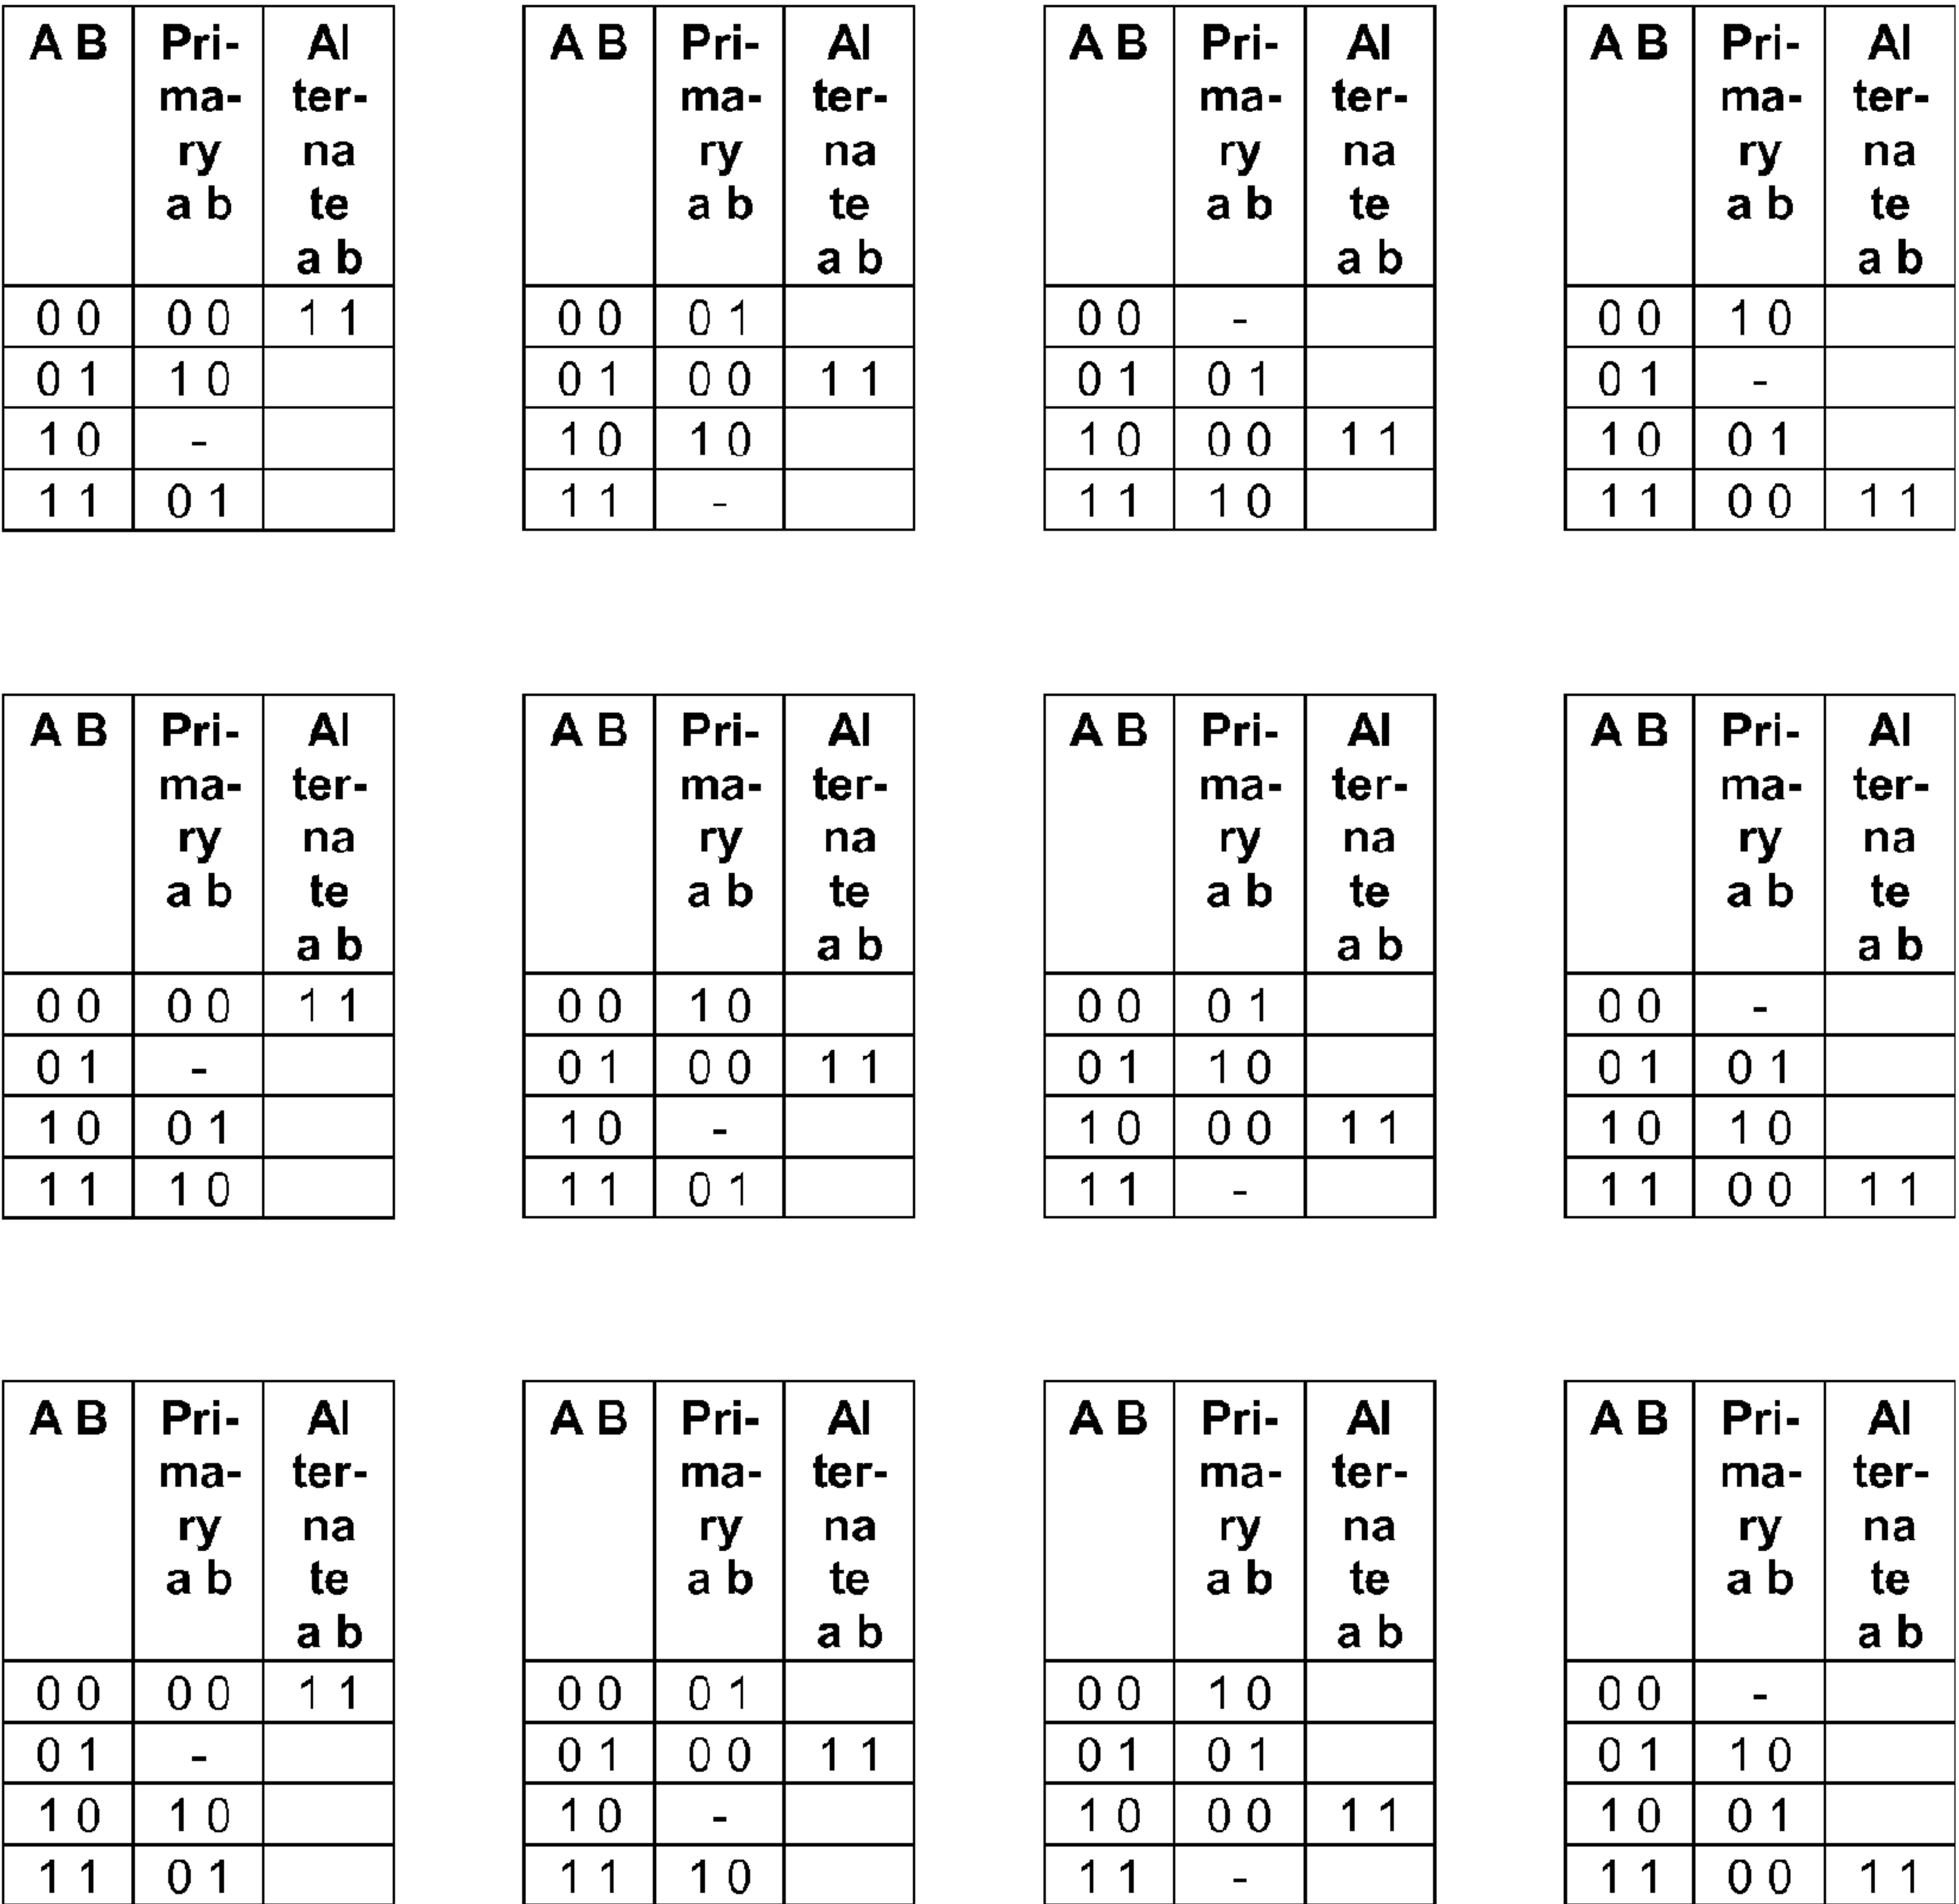 A B Pri- Al A B Pri- Al A B Pri- Al A B Pri- Al
ma- ter- ma- ter- ma- ter- ma- ter-
ry na ry na ry na ry na
a b te a b te a b te a b te
a b a b a b a b
0 0 0 0 1 1 0 0 0 1 0 0 - 0 0 1 0
0 1 1 0 0 1 0 0 1 1 0 1 0 1 0 1 -
1 0 - 1 0 1 0 1 0 0 0 1 1 1 0 0 1
1 1 0 1 1 1 - 1 1 1 0 1 1 0 0 1 1
A B Pri- Al A B Pri- Al A B Pri- Al A B Pri- Al
ma- ter- ma- ter- ma- ter- ma- ter-
ry na ry na ry na ry na
a b te a b te a b te a b te
a b a b a b a b
0 0 0 0 1 1 0 0 1 0 0 0 0 1 0 0 -
0 1 - 0 1 0 0 1 1 0 1 1 0 0 1 0 1
1 0 0 1 1 0 - 1 0 0 0 1 1 1 0 1 0
1 1 1 0 1 1 0 1 1 1 - 1 1 0 0 1 1
A B Pri- Al A B Pri- Al A B Pri- Al A B Pri- Al
ma- ter- ma- ter- ma- ter- ma- ter-
ry na ry na ry na ry na
a b te a b te a b te a b te
a b a b a b a b
0 0 0 0 1 1 0 0 0 1 0 0 1 0 0 0 -
0 1 - 0 1 0 0 1 1 0 1 0 1 0 1 1 0
1 0 1 0 1 0 - 1 0 0 0 1 1 1 0 0 1
1 1 0 1 1 1 1 0 1 1 - 1 1 0 0 1 1